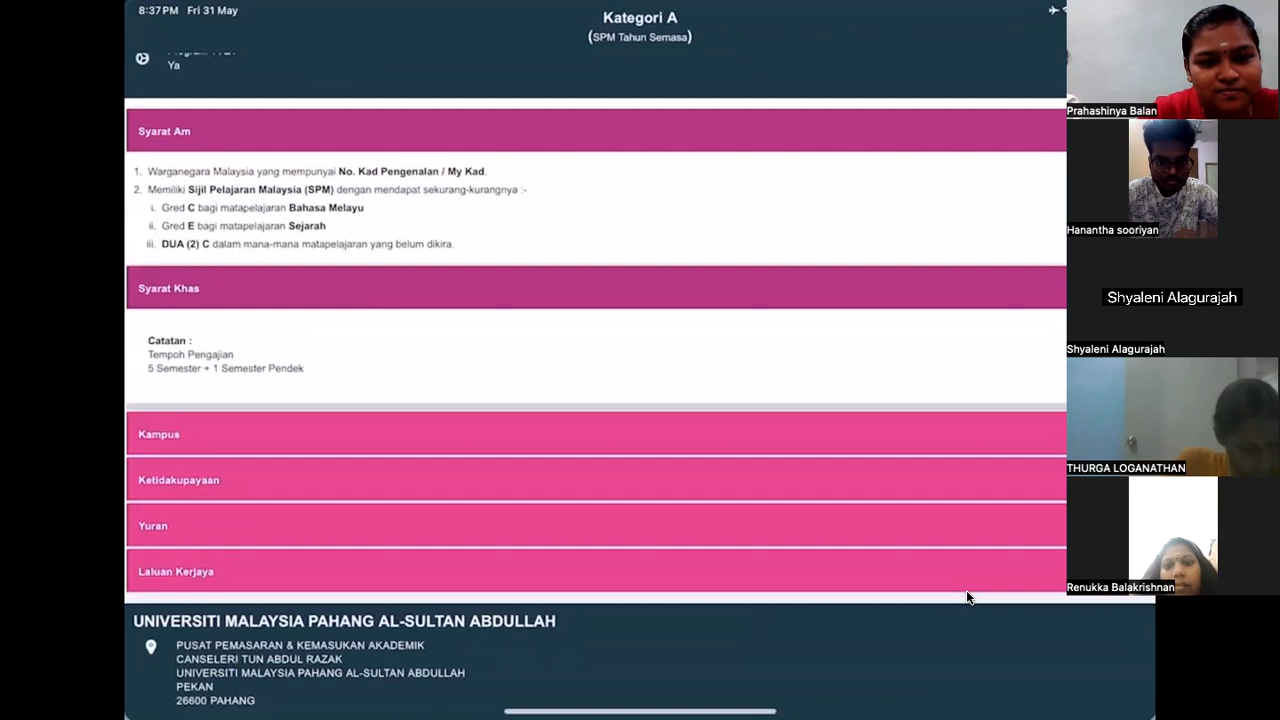 8:37PM Fri 31 May
Kategori A
(SPM Tahun Semasa)
Ya
Syarat Am
1. Warganegara Malaysia yang mempunyai No. Kad Pengenalan / My Kad.
2. Memiliki Sijil Pelajaran Malaysia (SPM) dengan mendapat sekurang-kurangnya :-
i. Gred C bagi matapelajaran Bahasa Melayu
ii. Gred E bagi matapelajaran Sejarah
iii. DUA (2) C dalam mana-mana matapelajaran yang belum dikira.
Syarat Khas
Catatan :
Tempoh Pengajian
5 Semester + 1 Semester Pendek
Kampus
Ketidakupayaan
Yuran
Laluan Kerjaya
UNIVERSITI MALAYSIA PAHANG AL-SULTAN ABDULLAH
PUSAT PEMASARAN & KEMASUKAN AKADEMIK
CANSELERI TUN ABDUL RAZAK
UNIVERSITI MALAYSIA PAHANG AL-SULTAN ABDULLAH
PEKAN
26600 PAHANG
Prahashinya Balan
Hanantha sooriyan
Shyaleni Alagurajah
Shyaleni Alagurajah
THURGA LOGANATHAN
Renukka Balakrishnan